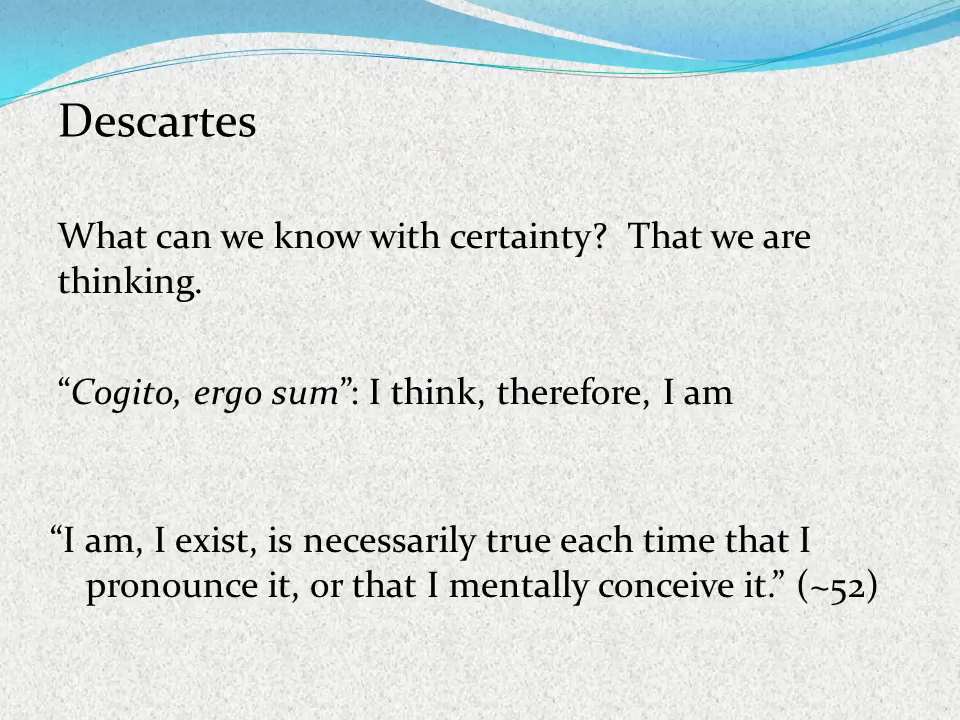 Descartes
What can we know with certainty?  That we are
thinking.
“Cogito, ergo sum”: I think, therefore, I am
“I am, I exist, is necessarily true each time that I
pronounce it, or that I mentally conceive it.” (~52)